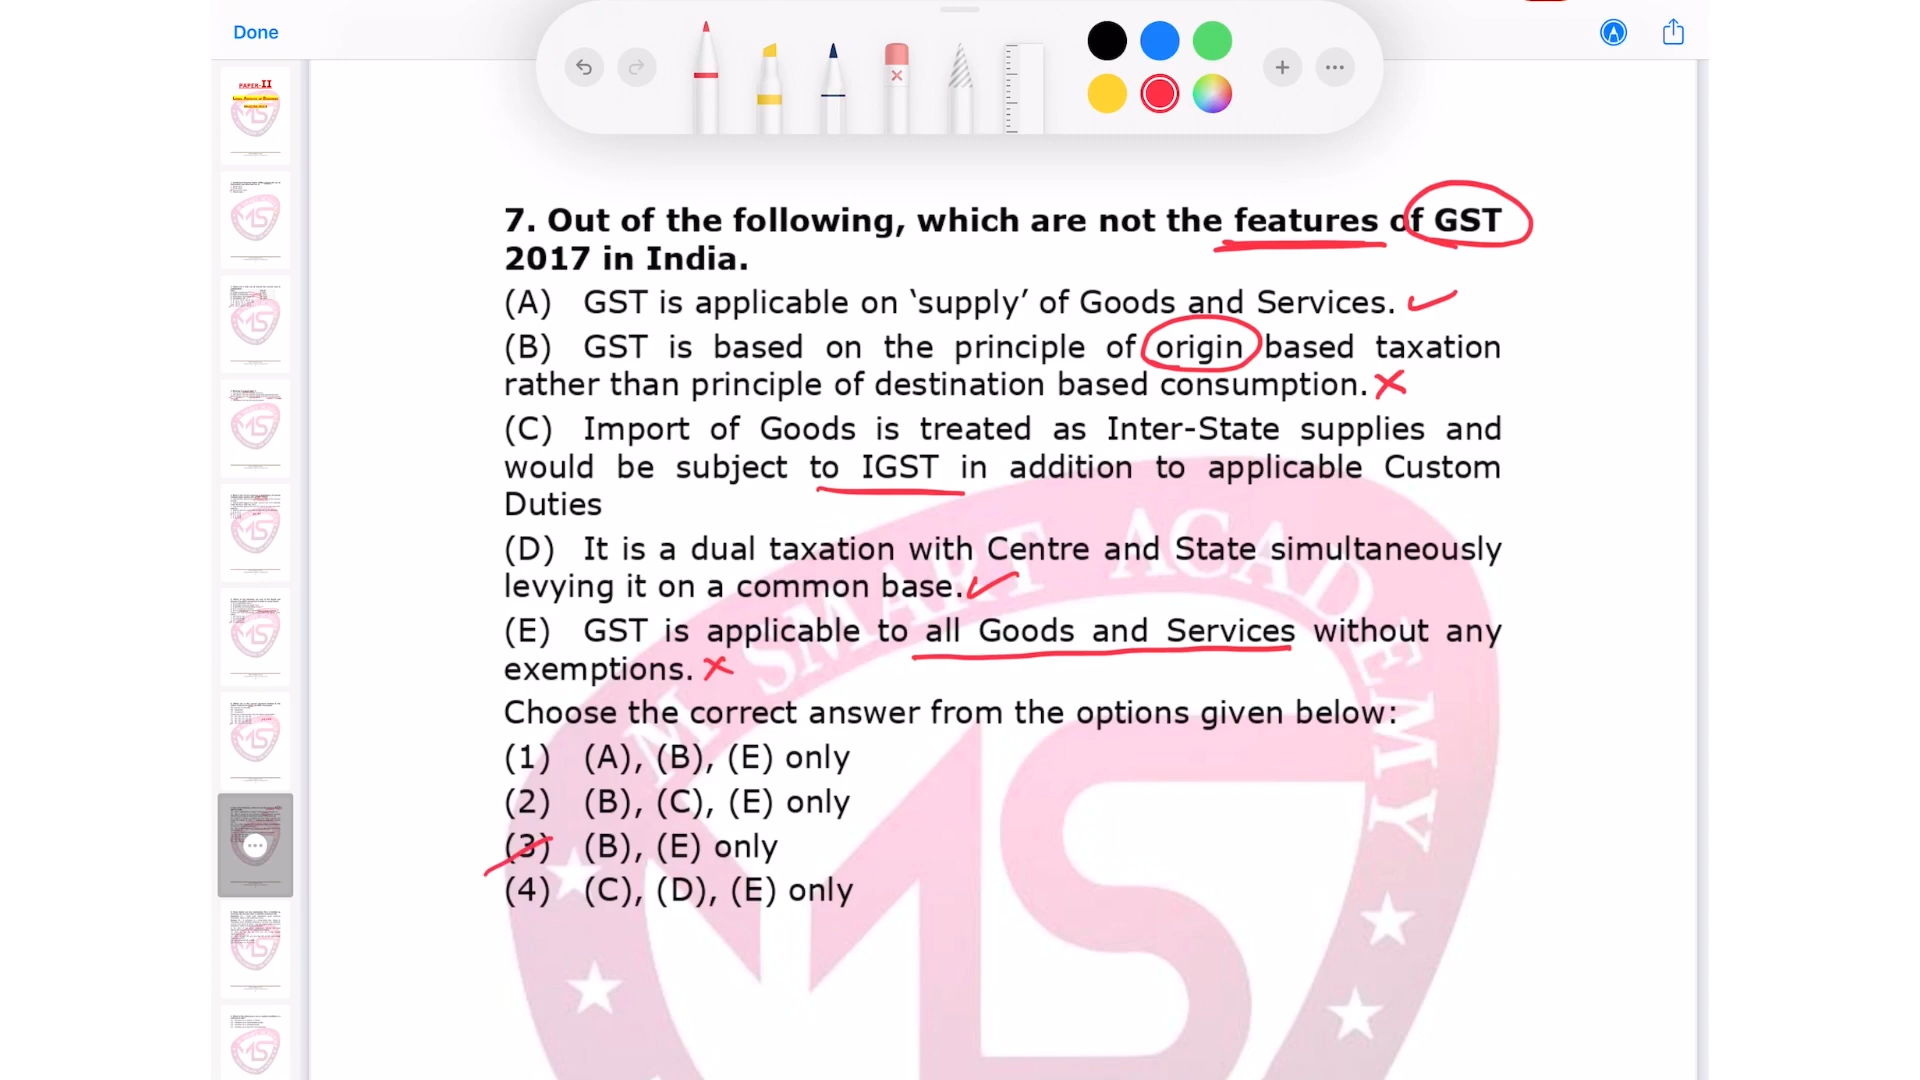 Done
PAPER-II
7. Out of the following, which are not the features of GST
2017 in India.
(A) GST is applicable on ‘supply’ of Goods and Services.
(B) GST is based on the principle of origin based taxation
rather than principle of destination based consumption.
(C) Import of Goods is treated as Inter-State supplies and
would be subject to IGST in addition to applicable Custom
Duties
(D) It is a dual taxation with Centre and State simultaneously
levying it on a common base.
(E) GST is applicable to all Goods and Services without any
exemptions.
Choose the correct answer from the options given below:
(1) (A), (B), (E) only
(2) (B), (C), (E) only
(3) (B), (E) only
(4) (C), (D), (E) only
M SMART ACADEMY
MS